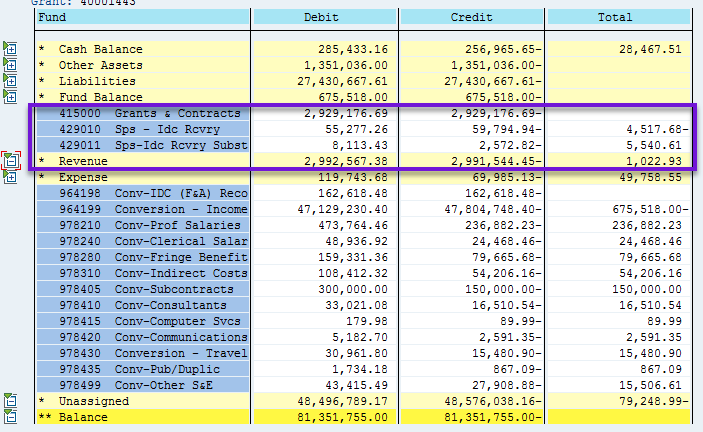 Grant: 40001443
Fund Debit Credit Total
* Cash Balance 285,433.16 256,965.65- 28,467.51
* Other Assets 1,351,036.00 1,351,036.00-
* Liabilities 27,430,667.61 27,430,667.61-
* Fund Balance 675,518.00 675,518.00-
415000 Grants & Contracts 2,929,176.69 2,929,176.69-
429010 Sps - Idc Rcvry 55,277.26 59,794.94- 4,517.68-
429011 Sps-Idc Rcvry Subst 8,113.43 2,572.82- 5,540.61
* Revenue 2,992,567.38 2,991,544.45- 1,022.93
* Expense 119,743.68 69,985.13- 49,758.55
964198 Conv-IDC (F&A) Reco 162,618.48 162,618.48-
964199 Conversion - Income 47,129,230.40 47,804,748.40- 675,518.00-
978210 Conv-Prof Salaries 473,764.46 236,882.23- 236,882.23
978240 Conv-Clerical Salar 48,936.92 24,468.46- 24,468.46
978280 Conv-Fringe Benefit 159,331.36 79,665.68- 79,665.68
978310 Conv-Indirect Costs 108,412.32 54,206.16- 54,206.16
978405 Conv-Subcontracts 300,000.00 150,000.00- 150,000.00
978410 Conv-Consultants 33,021.08 16,510.54- 16,510.54
978415 Conv-Computer Svcs 179.98 89.99- 89.99
978420 Conv-Communications 5,182.70 2,591.35- 2,591.35
978430 Conversion - Travel 30,961.80 15,480.90- 15,480.90
978435 Conv-Pub/Duplic 1,734.18 867.09- 867.09
978499 Conv-Other S&E 43,415.49 27,908.88- 15,506.61
* Unassigned 48,496,789.17 48,576,038.16- 79,248.99-
** Balance 81,351,755.00 81,351,755.00-